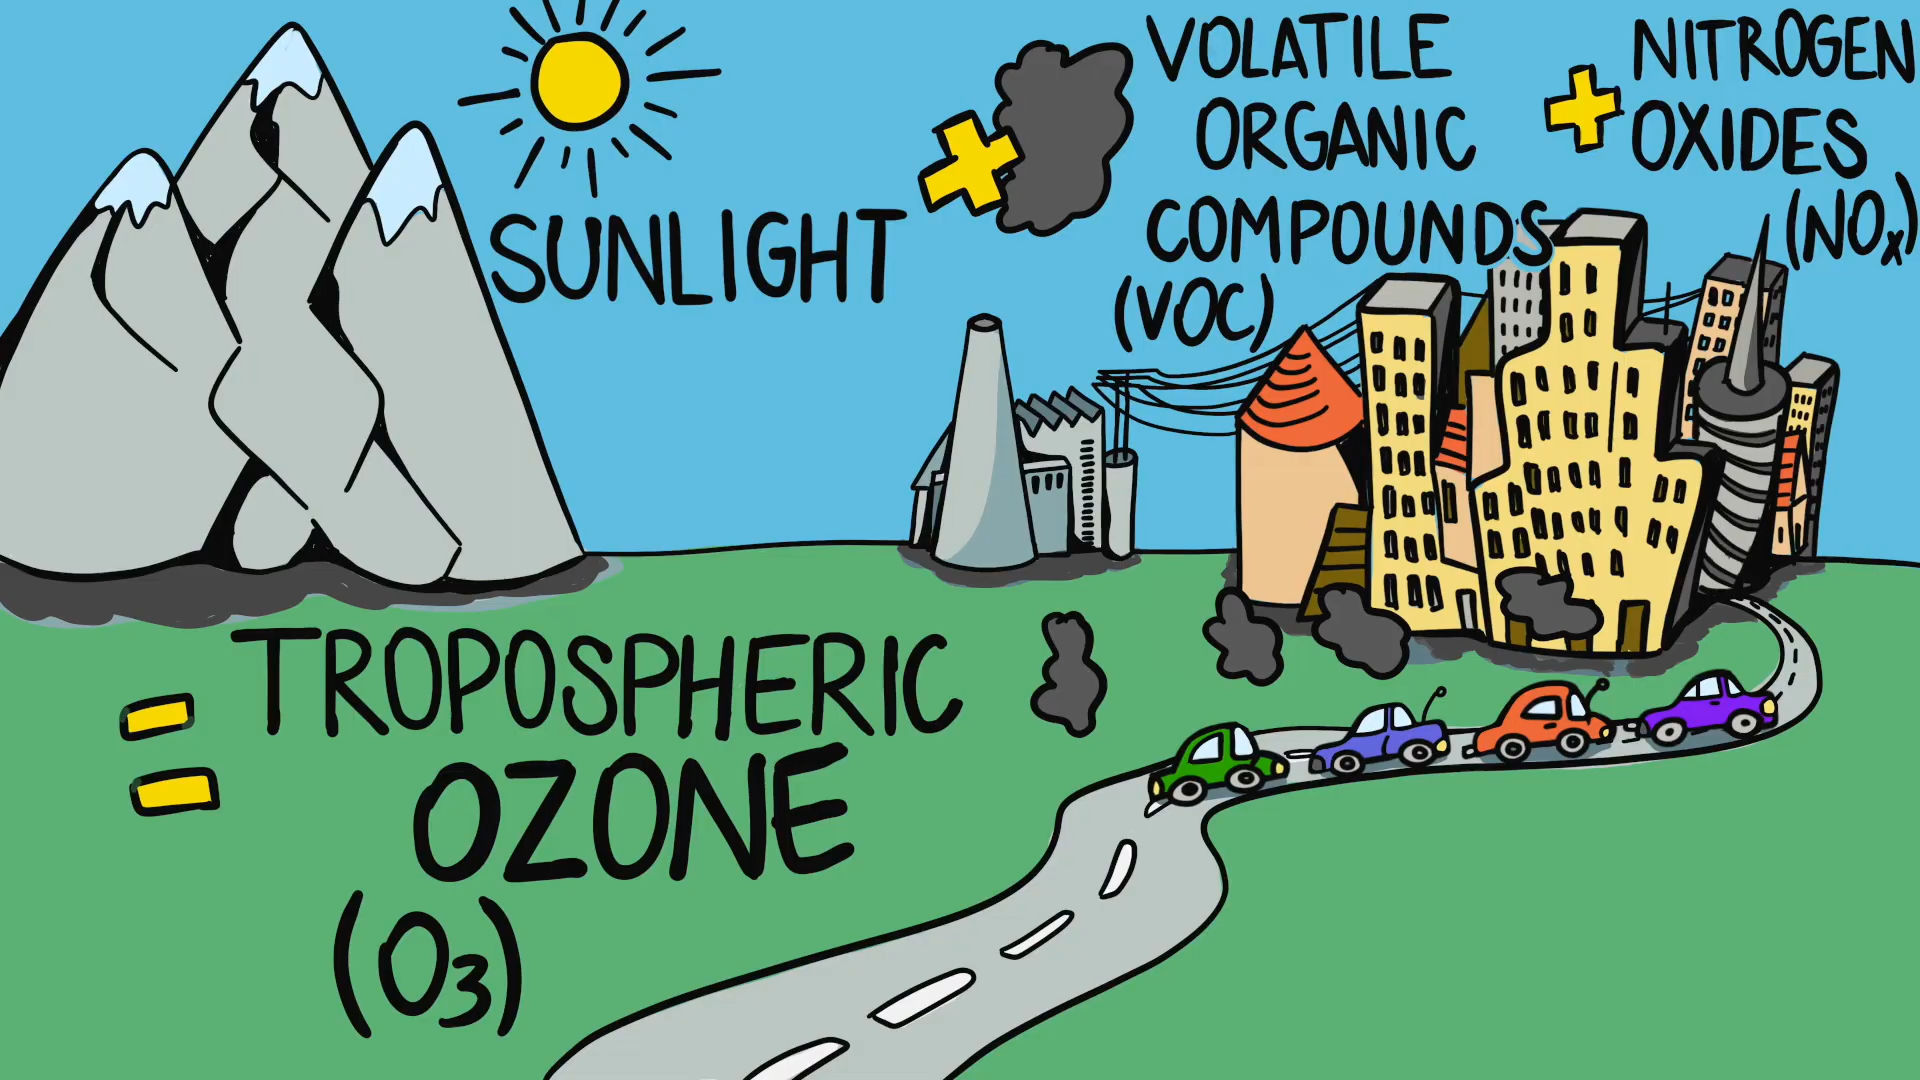 SUNLIGHT
VOLATILE
ORGANIC
COMPOUNDS
(VOC)
NITROGEN
OXIDES
(NOx)
TROPOSPHERIC
OZONE
(O3)